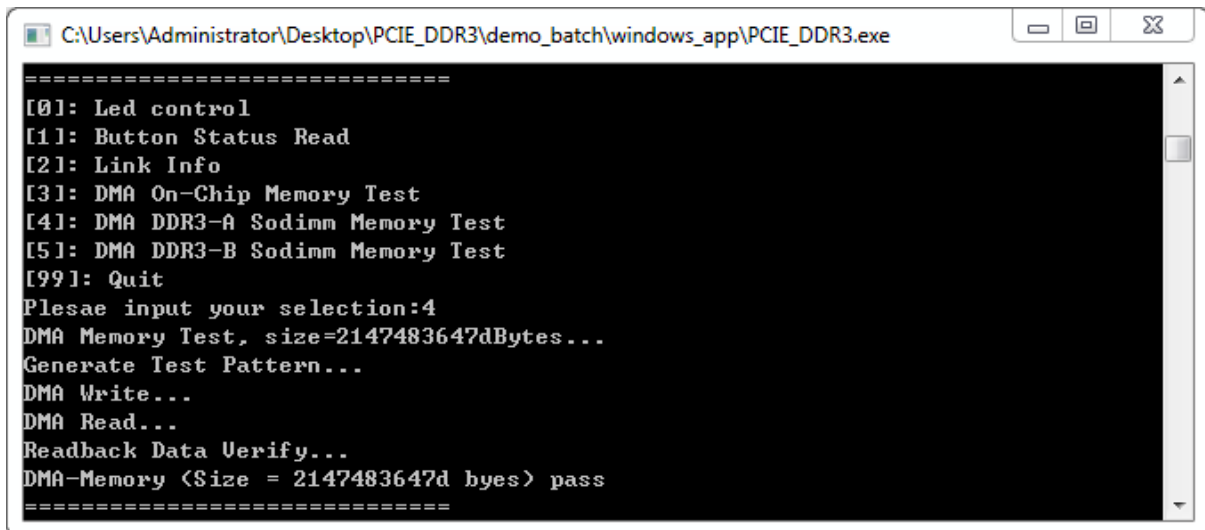 C:\Users\Administrator\Desktop\PCIE_DDR3\demo_batch\windows_app\PCIE_DDR3.exe
==============================
[0]: Led control
[1]: Button Status Read
[2]: Link Info
[3]: DMA On-Chip Memory Test
[4]: DMA DDR3-A Sodimm Memory Test
[5]: DMA DDR3-B Sodimm Memory Test
[99]: Quit
Plesae input your selection:4
DMA Memory Test, size=2147483647dBytes...
Generate Test Pattern...
DMA Write...
DMA Read...
Readback Data Verify...
DMA-Memory (Size = 2147483647d byes) pass
==============================